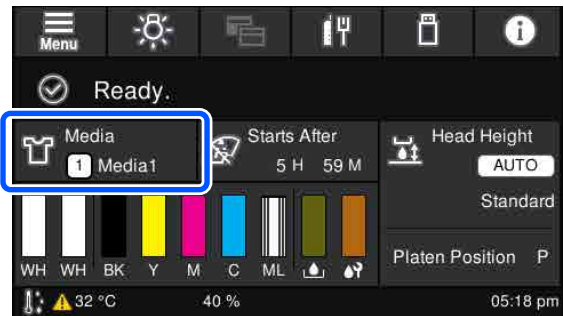 Menu
i
Ready.
Media
1 Media1
Starts After
5 H 59 M
Head Height
AUTO
Standard
Platen Position P
WH WH BK Y M C ML
32 °C 40 % 05:18 pm